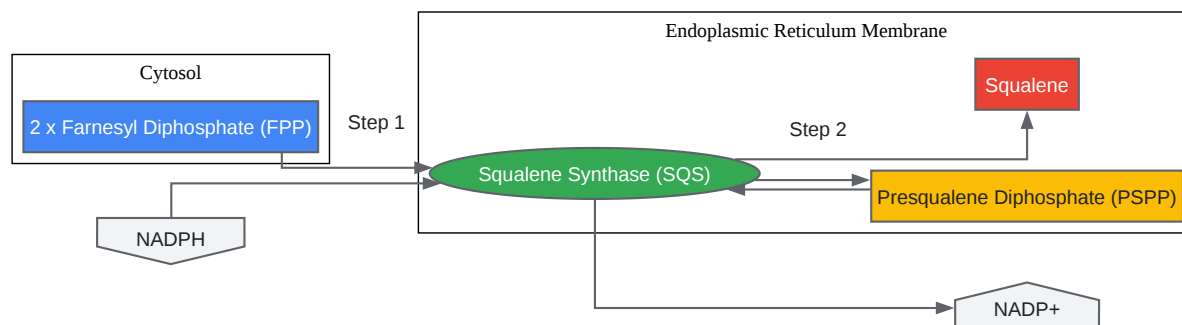 Endoplasmic Reticulum Membrane
Cytosol
Squalene
2 x Farnesyl Diphosphate (FPP)
Step 1
Step 2
Squalene Synthase (SQS)
Presqualene Diphosphate (PSPP)
NADPH
NADP+